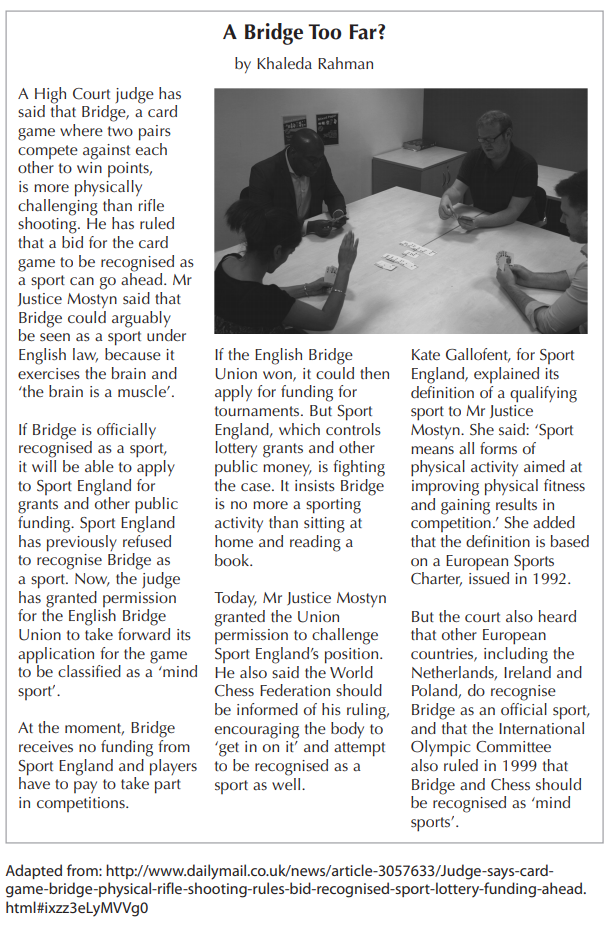 A Bridge Too Far?
by Khaleda Rahman
A High Court judge has
said that Bridge, a card
game where two pairs
compete against each
other to win points,
is more physically
challenging than rifle
shooting. He has ruled
that a bid for the card
game to be recognised as
a sport can go ahead. Mr
Justice Mostyn said that
Bridge could arguably
be seen as a sport under
English law, because it
exercises the brain and
‘the brain is a muscle’.
If Bridge is officially
recognised as a sport,
it will be able to apply
to Sport England for
grants and other public
funding. Sport England
has previously refused
to recognise Bridge as
a sport. Now, the judge
has granted permission
for the English Bridge
Union to take forward its
application for the game
to be classified as a ‘mind
sport’.
At the moment, Bridge
receives no funding from
Sport England and players
have to pay to take part
in competitions.
If the English Bridge
Union won, it could then
apply for funding for
tournaments. But Sport
England, which controls
lottery grants and other
public money, is fighting
the case. It insists Bridge
is no more a sporting
activity than sitting at
home and reading a
book.
Today, Mr Justice Mostyn
granted the Union
permission to challenge
Sport England’s position.
He also said the World
Chess Federation should
be informed of his ruling,
encouraging the body to
‘get in on it’ and attempt
to be recognised as a
sport as well.
Kate Gallofent, for Sport
England, explained its
definition of a qualifying
sport to Mr Justice
Mostyn. She said: ‘Sport
means all forms of
physical activity aimed at
improving physical fitness
and gaining results in
competition.’ She added
that the definition is based
on a European Sports
Charter, issued in 1992.
But the court also heard
that other European
countries, including the
Netherlands, Ireland and
Poland, do recognise
Bridge as an official sport,
and that the International
Olympic Committee
also ruled in 1999 that
Bridge and Chess should
be recognised as ‘mind
sports’.
Adapted from: http://www.dailymail.co.uk/news/article-3057633/Judge-says-card-
game-bridge-physical-rifle-shooting-rules-bid-recognised-sport-lottery-funding-ahead.
html#ixzz3eLyMVVg0